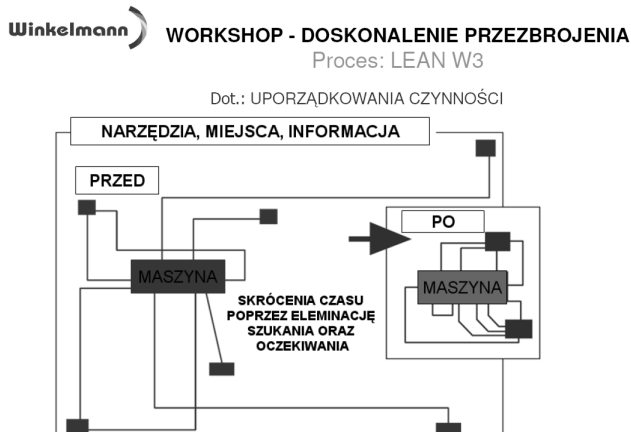 Winkelmann
WORKSHOP - DOSKONALENIE PRZEZBROJENIA
Proces: LEAN W3
Dot.: UPORZĄDKOWANIA CZYNNOŚCI
NARZĘDZIA, MIEJSCA, INFORMACJA
PRZED
PO
MASZYNA
MASZYNA
SKRÓCENIA CZASU
POPRZEZ ELEMINACJĘ
SZUKANIA ORAZ
OCZEKIWANIA